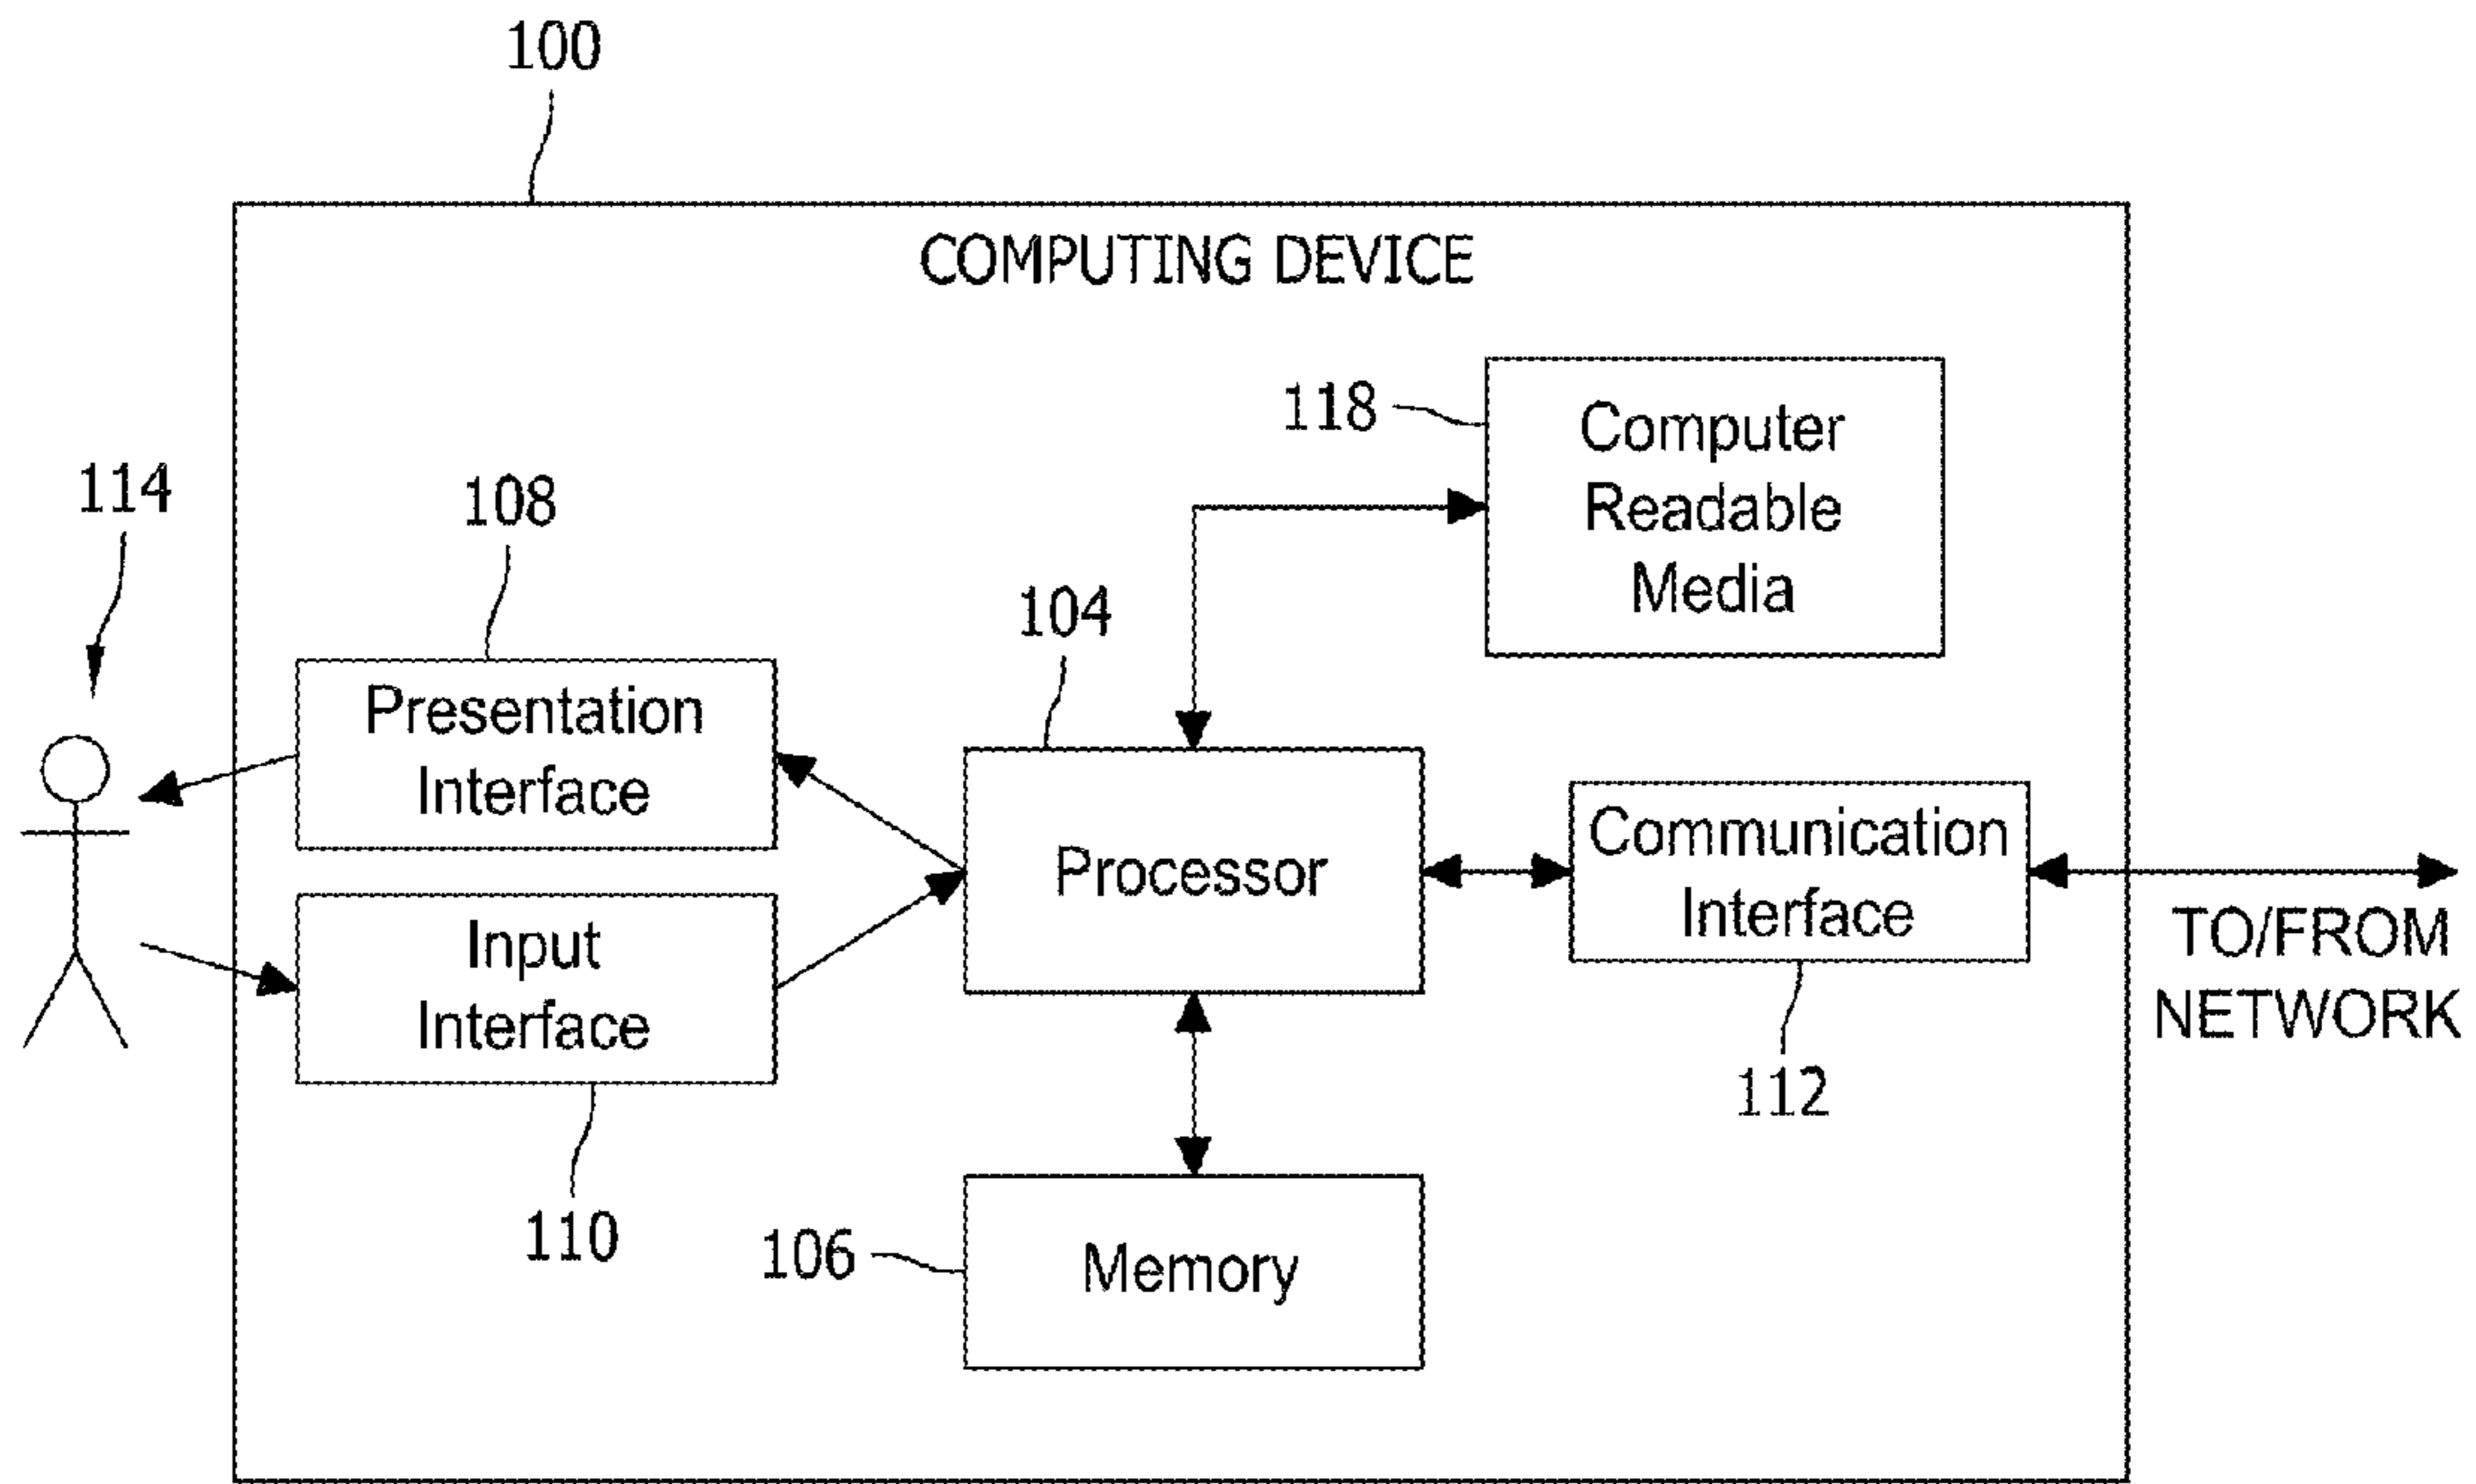 100
COMPUTING DEVICE
118
Computer
Readable
Media
114
108
104
Presentation
Interface
Processor
Communication
Interface
Input
Interface
TO/FROM
NETWORK
112
110
106
Memory